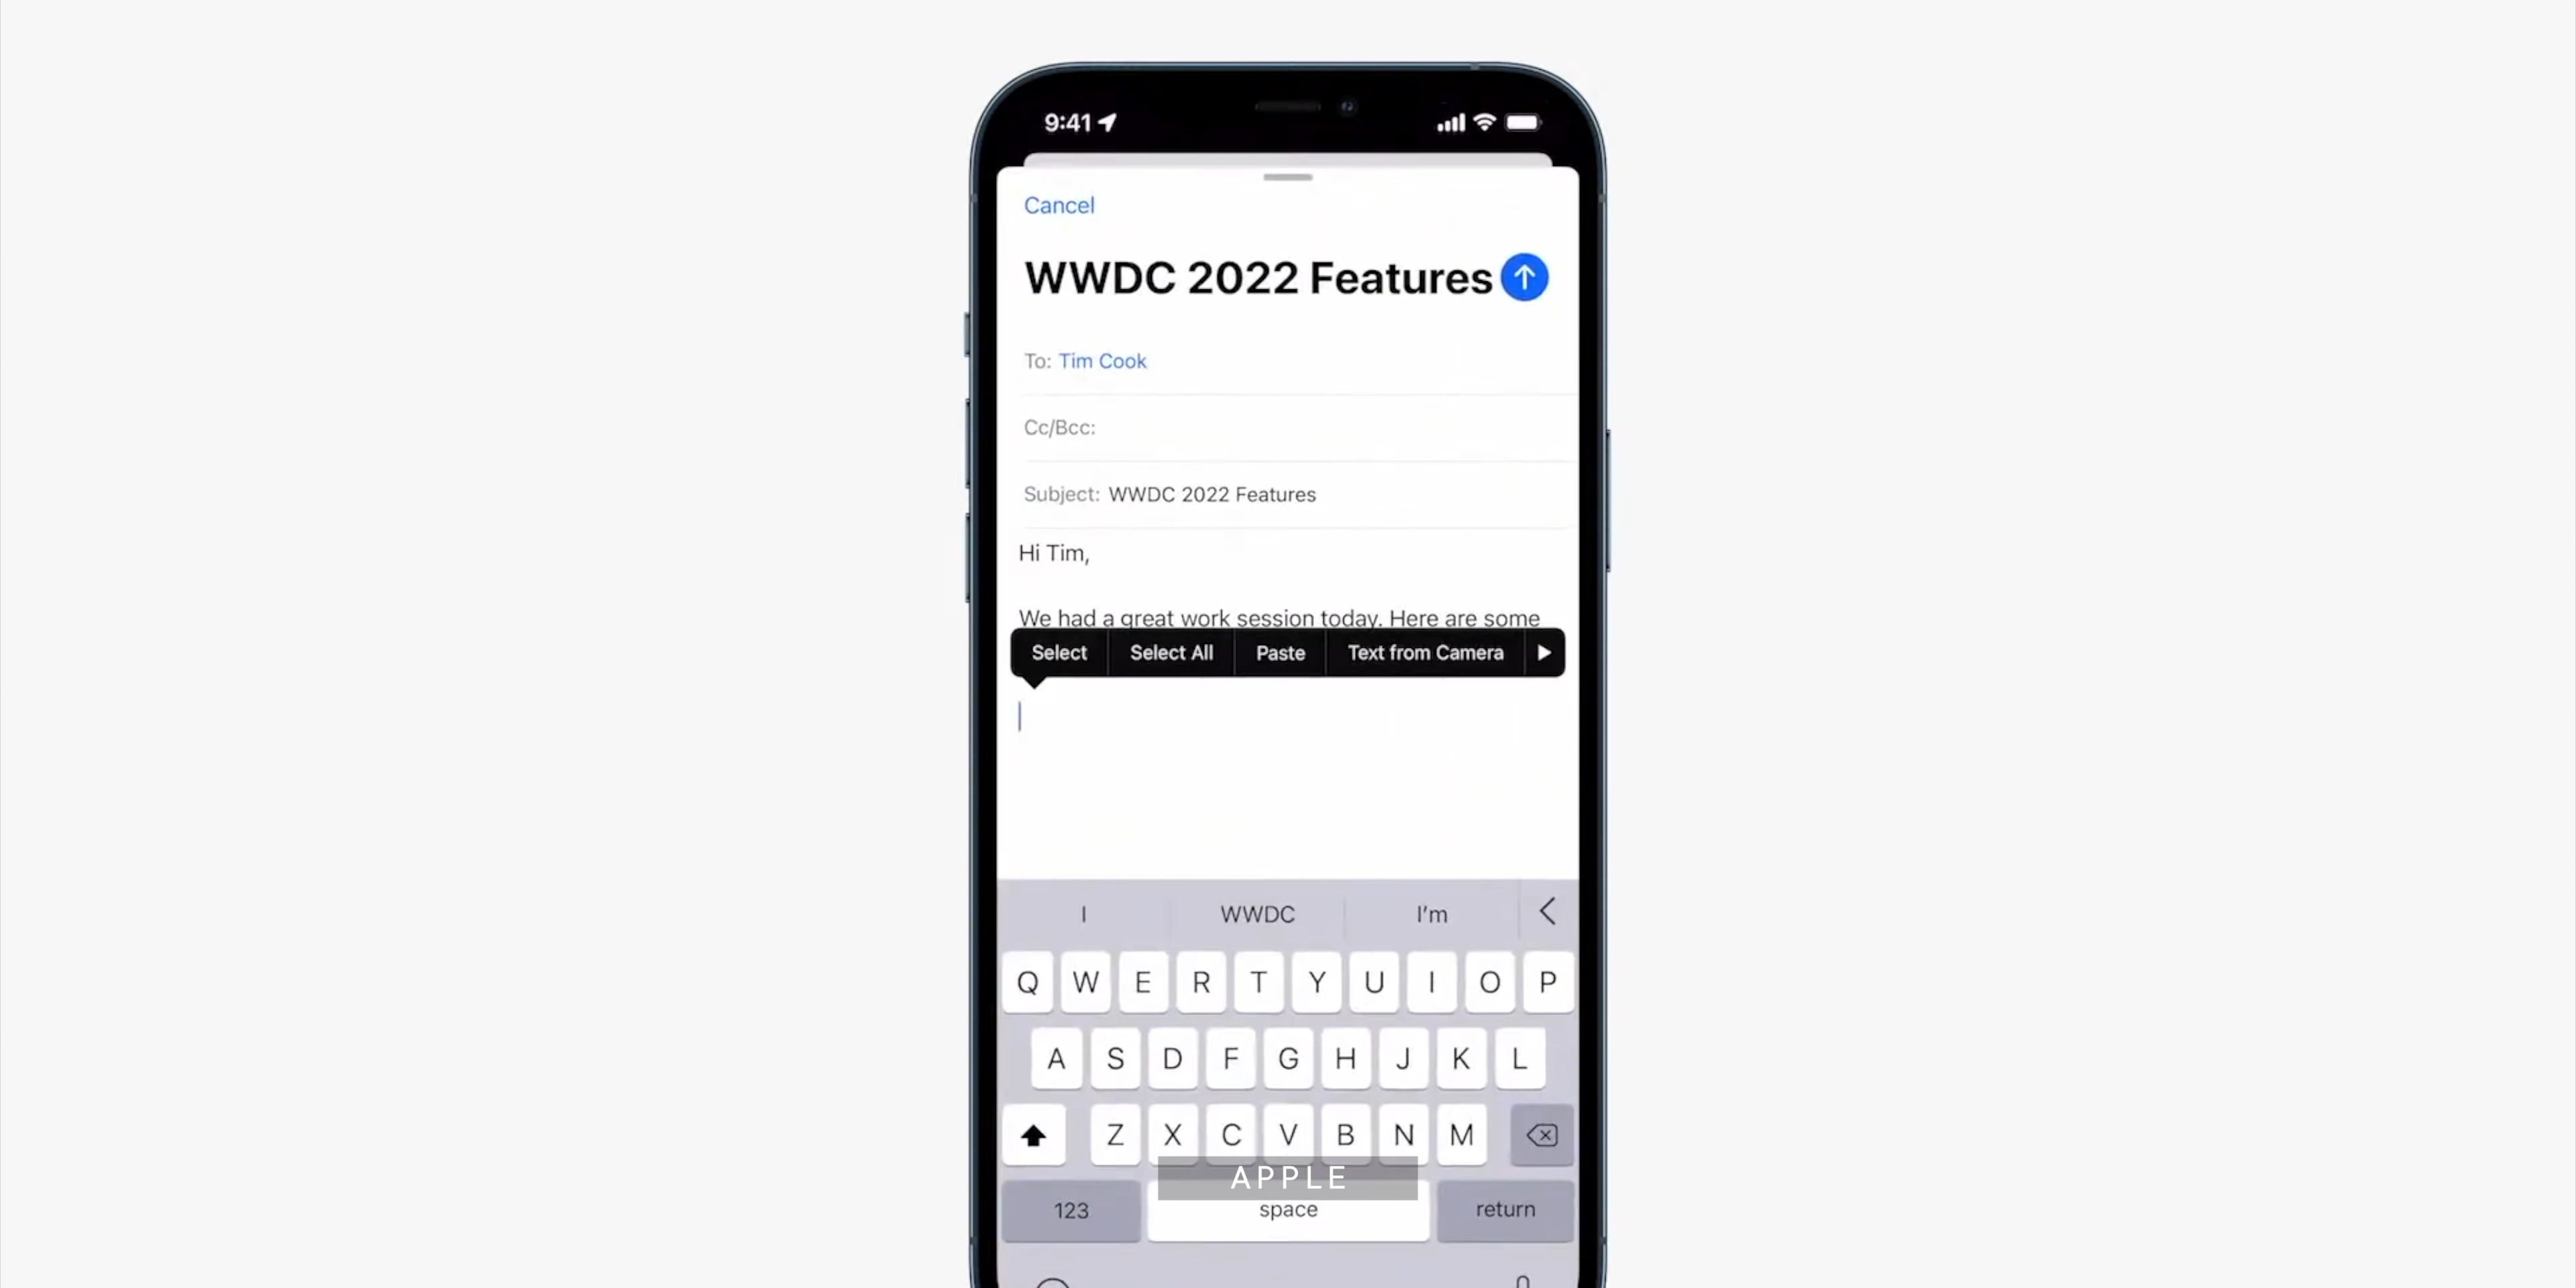 9:41
Cancel
WWDC 2022 Features
To: Tim Cook
Cc/Bcc:
Subject: WWDC 2022 Features
Hi Tim,
We had a great work session today. Here are some
Select Select All Paste Text from Camera
I WWDC I'm
Q W E R T Y U I O P
A S D F G H J K L
Z X C V B N M
APPLE
123 space return